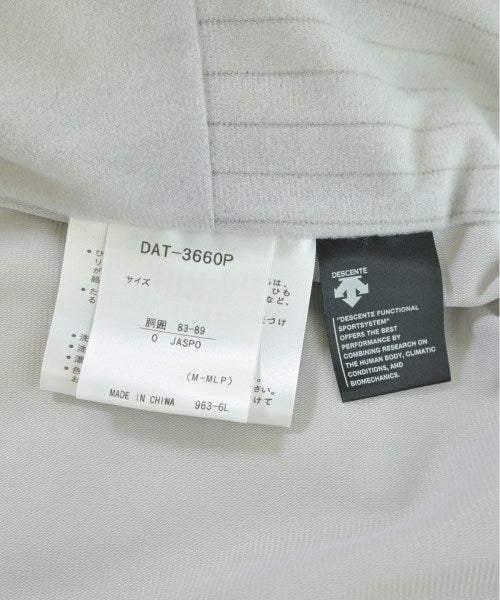 DAT-3660P
サイズ
胴囲 83-89
O JASPO
(M-MLP)
MADE IN CHINA 963-6L
DESCENTE
"DESCENTE FUNCTIONAL
SPORTSYSTEM"
OFFERS THE BEST
PERFORMANCE BY
COMBINING RESEARCH ON
THE HUMAN BODY, CLIMATIC
CONDITIONS, AND
BIOMECHANICS.